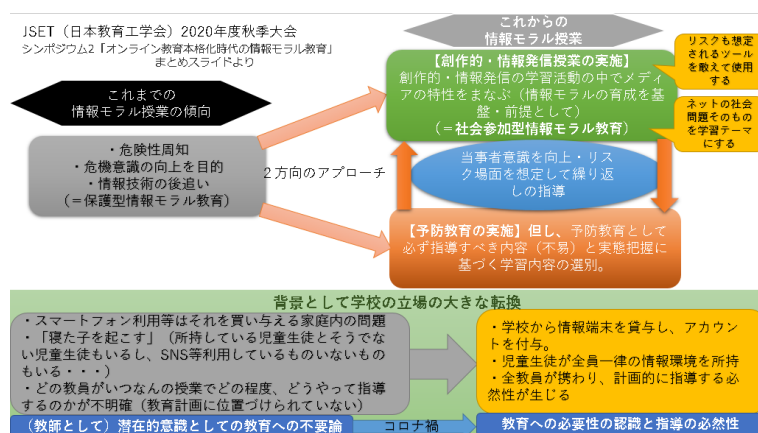 JSET（日本教育工学会）2020年度秋季大会
シンポジウム2「オンライン教育本格化時代の情報モラル教育」
まとめスライドより
これまでの
情報モラル授業の傾向
・危険性周知
・危機意識の向上を目的
・情報技術の後追い
（＝保護型情報モラル教育）
２方向のアプローチ
これからの
情報モラル授業
【創作的・情報発信授業の実施】
創作的・情報発信の学習活動の中でメディ
アの特性をまなぶ（情報モラルの育成を基
盤・前提として）
（＝社会参加型情報モラル教育）
リスクも想定
されるツール
を敢えて使用
する
ネットの社会
問題そのもの
を学習テーマ
にする
当事者意識を向上・リス
ク場面を想定して繰り返
しの指導
【予防教育の実施】但し、予防教育として
必ず指導すべき内容（不易）と実態把握に
基づく学習内容の選別。
背景として学校の立場の大きな転換
・スマートフォン利用等はそれを買い与える家庭内の問題
・「寝た子を起こす」（所持している児童生徒とそうでな
い児童生徒もいるし、SNS等利用しているものいないもの
もいる・・・）
・どの教員がいつなんの授業でどの程度、どうやって指導
するのかが不明確（教育計画に位置づけられていない）
（教師として）潜在的意識としての教育への不要論
コロナ禍
・学校から情報端末を貸与し、アカウン
トを付与。
・児童生徒が全員一律の情報環境を所持
・全教員が携わり、計画的に指導する必
然性が生じる
教育への必要性の認識と指導の必然性